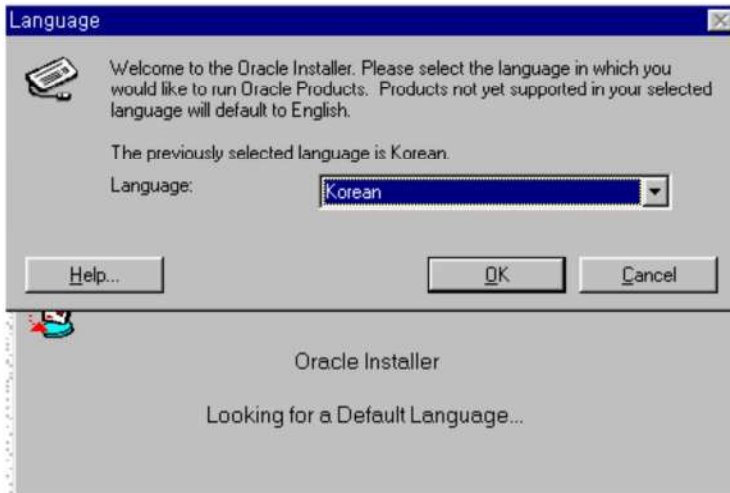 Language
Welcome to the Oracle Installer. Please select the language in which you
would like to run Oracle Products. Products not yet supported in your selected
language will default to English.
The previously selected language is Korean.
Language:
Korean
Help...
OK
Cancel
Oracle Installer
Looking for a Default Language...